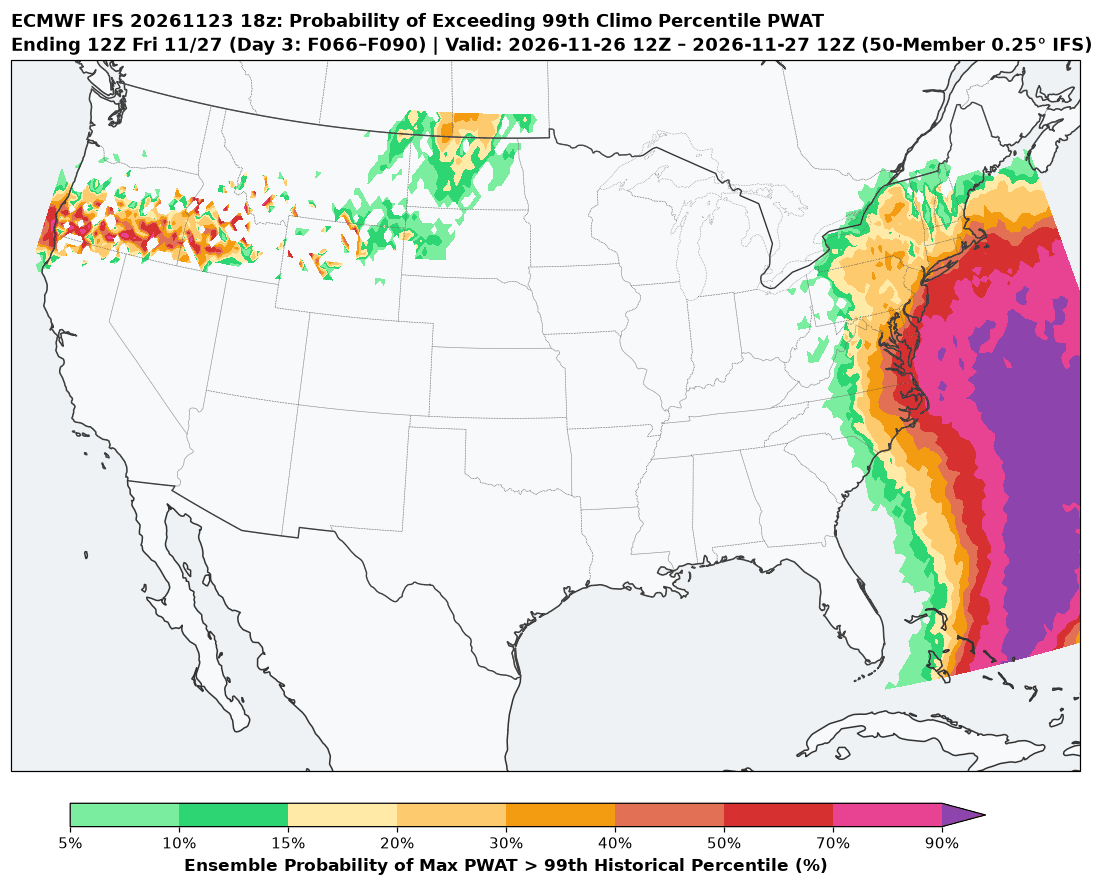 ECMWF IFS 20261123 18z: Probability of Exceeding 99th Climo Percentile PWAT
Ending 12Z Fri 11/27 (Day 3: F066–F090) | Valid: 2026-11-26 12Z – 2026-11-27 12Z (50-Member 0.25° IFS)
5% 10% 15% 20% 30% 40% 50% 70% 90%
Ensemble Probability of Max PWAT > 99th Historical Percentile (%)